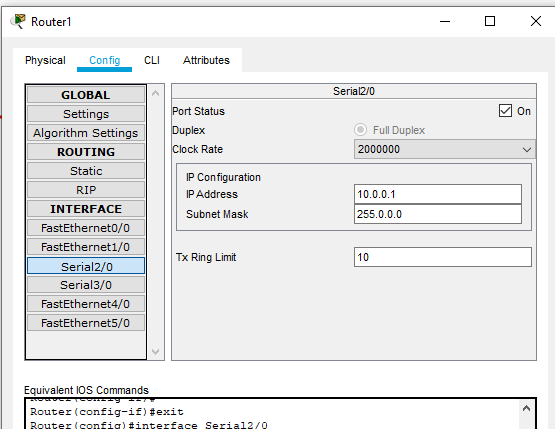 Router1
Physical Config CLI Attributes
GLOBAL
Settings
Algorithm Settings
ROUTING
Static
RIP
INTERFACE
FastEthernet0/0
FastEthernet1/0
Serial2/0
Serial3/0
FastEthernet4/0
FastEthernet5/0
Serial2/0
Port Status On
Duplex Full Duplex
Clock Rate 2000000
IP Configuration
IP Address 10.0.0.1
Subnet Mask 255.0.0.0
Tx Ring Limit 10
Equivalent IOS Commands
Router(config-if)#
Router(config-if)#exit
Router(config)#interface Serial2/0